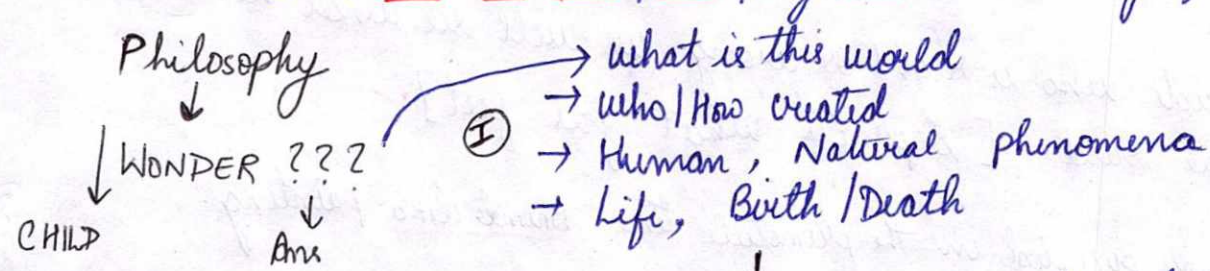 Philosophy
↓
↓ WONDER ???
CHILD
↓
Ans
→ what is this world
Ⓘ → who/How created
→ Human, Natural phenomena
→ Life, Birth/Death